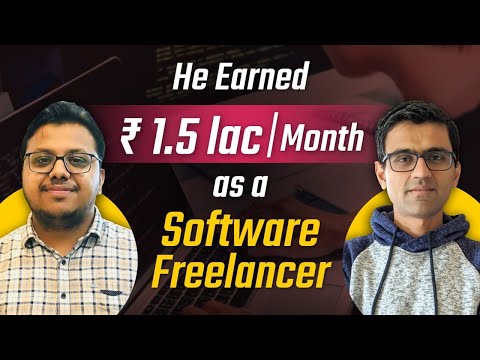 He Earned
₹ 1.5 lac | Month
as a
Software
Freelancer